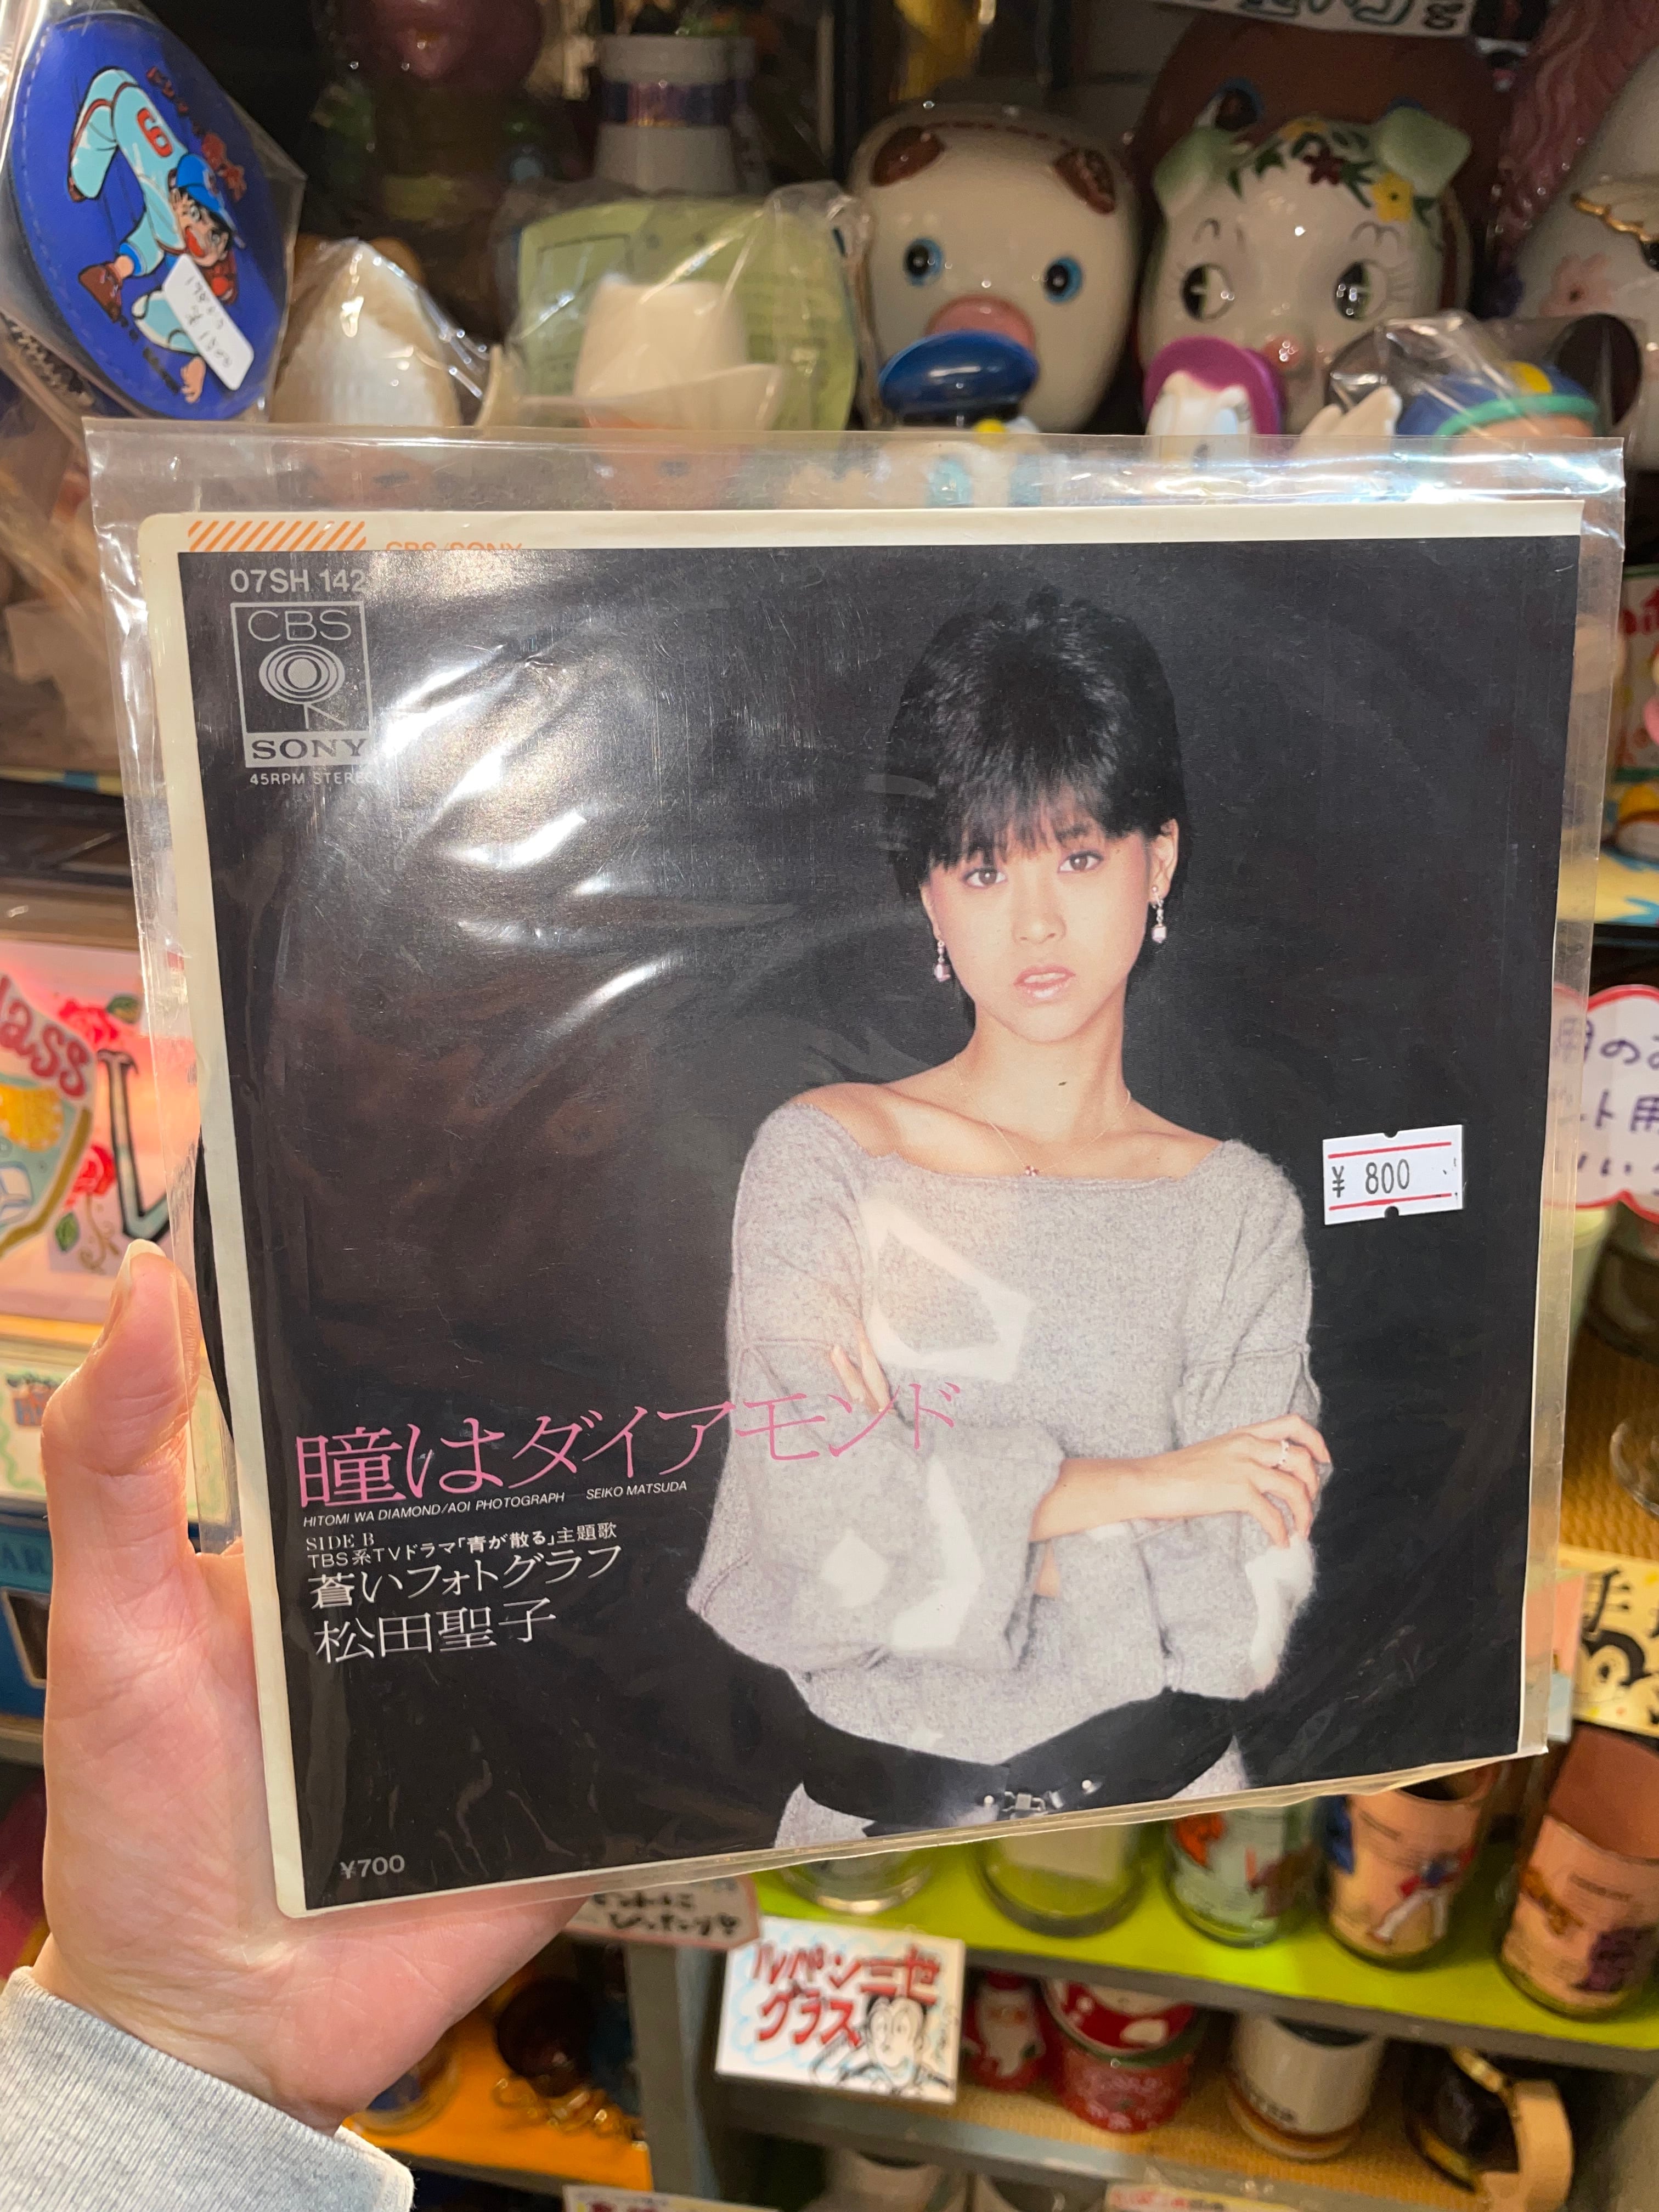 CBS/SONY
07SH 142
CBS
SONY
45RPM STEREO
¥ 800
瞳はダイアモンド
HITOMI WA DIAMOND/AOI PHOTOGRAPH SEIKO MATSUDA
SIDE B
TBS系TVドラマ「青が散る」主題歌
蒼いフォトグラフ
松田聖子
¥700
ルパン三世
グラス
6